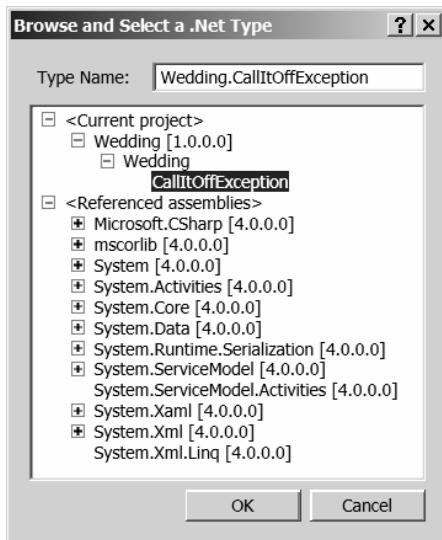 Browse and Select a .Net Type
Type Name: Wedding.CallItOffException
<Current project>
Wedding [1.0.0.0]
Wedding
CallItOffException
<Referenced assemblies>
Microsoft.CSharp [4.0.0.0]
mscorlib [4.0.0.0]
System [4.0.0.0]
System.Activities [4.0.0.0]
System.Core [4.0.0.0]
System.Data [4.0.0.0]
System.Runtime.Serialization [4.0.0.0]
System.ServiceModel [4.0.0.0]
System.ServiceModel.Activities [4.0.0.0]
System.Xaml [4.0.0.0]
System.Xml [4.0.0.0]
System.Xml.Linq [4.0.0.0]
OK Cancel